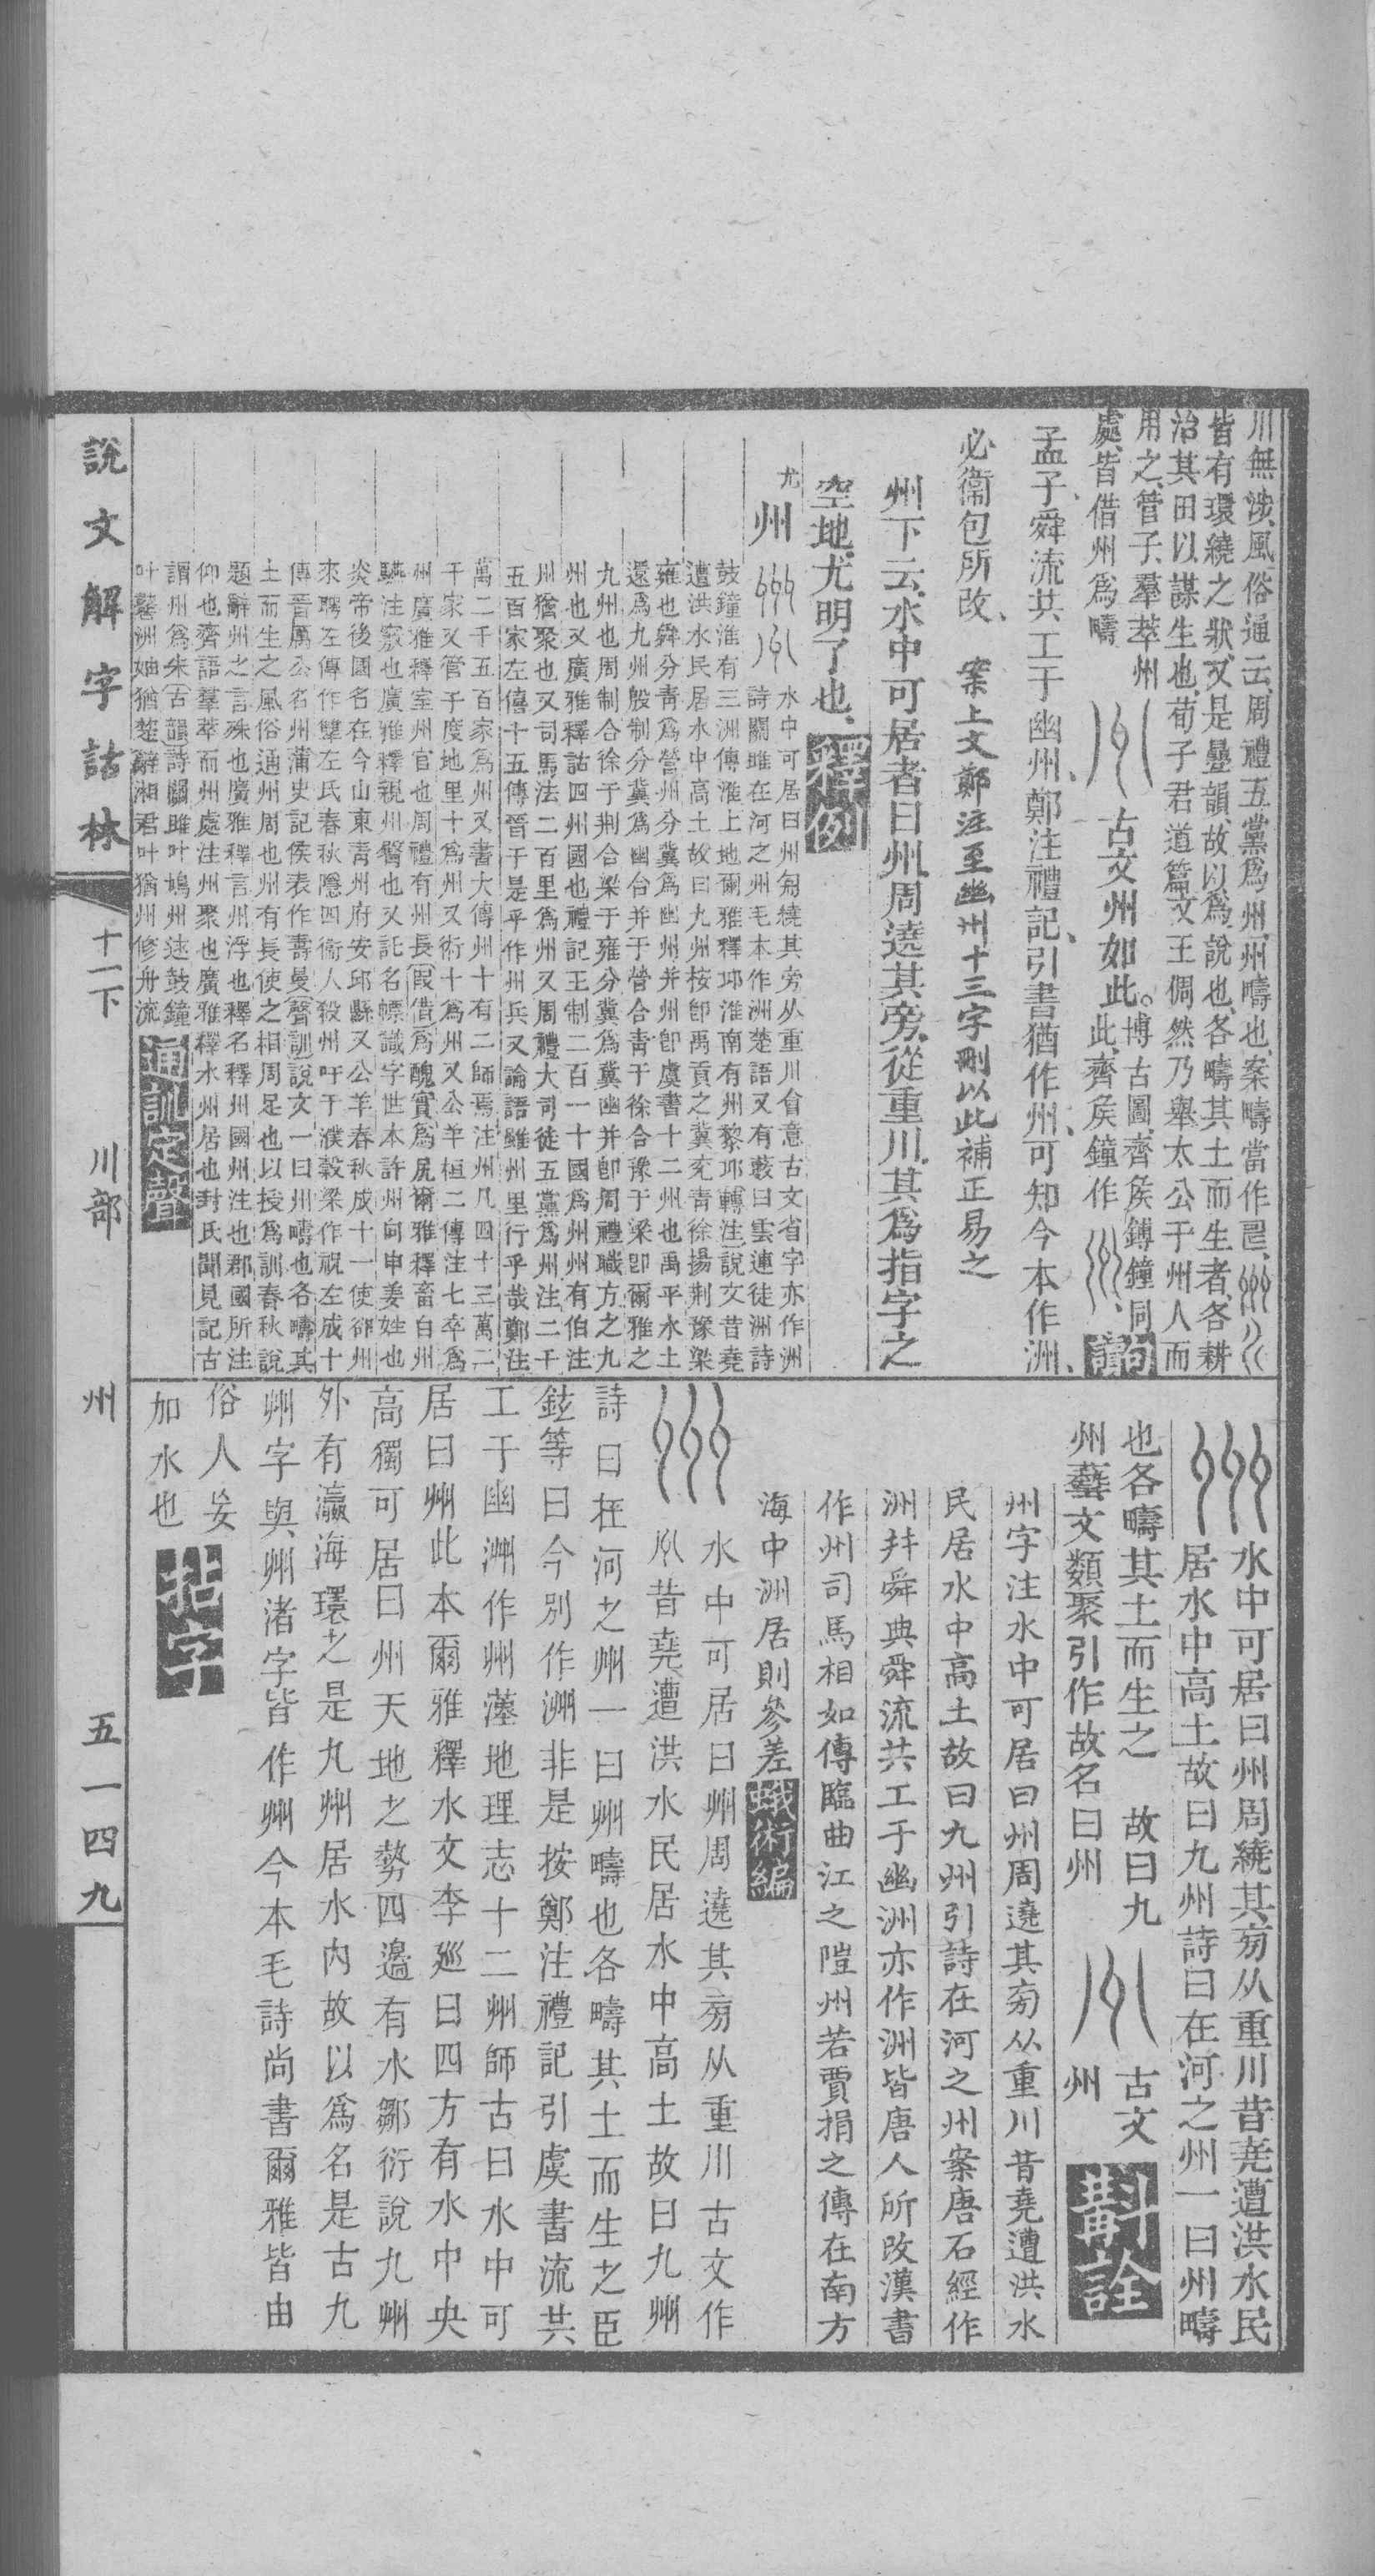 川無涉風俗通云周禮五黨爲州州疇也案疇當作𠷎
皆有環繞之狀又是疊韻故以爲說也各疇其土而生者各耕
治其田以謀生也荀子君道篇文王倜然乃舉太公于州人而
用之管子羣萃州
處皆借州爲疇
古文州如此
博古圖齊矦鎛鐘同
此齊矦鐘作
句讀
孟子舜流共工于幽州鄭注禮記引書猶作州可知今本作洲
必衞包所改 案上文鄭注至幽州十三字刪以此補正易之
州下云水中可居者曰州周遶其旁從重川其爲指字之
空地尤明了也 釋例
尤 州
水中可居曰州匊繞其旁从重川會意古文省字亦作洲
詩關雎在河之州毛本作洲楚語又有藪曰雲連徒洲詩
鼓鐘淮有三洲傳淮上地爾雅釋邱淮南有州黎邱轉注說文昔堯
遭洪水民居水中高土故曰九州按卽禹貢之冀兖青徐揚荆豫梁
雍也舜分青爲營州分冀爲幽州幷州卽虞書十二州也禹平水土
還爲九州殷制分冀爲幽合幷于營合青于徐合豫于梁卽爾雅之
九州也周制合徐于荆合梁于雍分冀爲冀幽幷卽周禮職方之九
州也又廣雅釋詁四州國也禮記王制二百一十國爲州州有伯注
州猶聚也又司馬法二百里爲州又周禮大司徒五黨爲州注二千
五百家左僖十五傳晉于是乎作州兵又論語雖州里行乎哉鄭注
萬二千五百家爲州又書大傳州十有二師焉注州凡四十三萬二
千家又管子度地里十爲州又術十爲州又公羊桓二傳注七卒爲
州廣雅釋室州官也周禮有州長叚借爲醜實爲𡱂爾雅釋畜白州
驠注竅也廣雅釋親州臀也又託名幖識字世本許州向申姜姓也
炎帝後國名在今山東青州府安邱縣又公羊春秋成十一使郤州
來聘左傳作犨左氏春秋隱四衞人殺州吁于濮穀梁作祝左成十
傳晉厲公名州蒲史記侯表作壽曼聲訓說文一曰州疇也各疇其
土而生之風俗通州周也州有長使之相周足也以授爲訓春秋說
題辭州之言殊也廣雅釋言州浮也釋名釋州國州注也郡國所注
仰也齊語羣萃而州處注州聚也廣雅釋水州居也封氏聞見記古
謂州爲朱古韻詩關雎叶鳩州逑鼓鐘
叶鼛洲妯猶楚辭湘君叶猶州修舟流
通訓定聲
水中可居曰州周繞其㫄从重川昔堯遭洪水民
居水中高土故曰九州詩曰在河之州一曰州疇
也各疇其土而生之 故曰九
州藝文類聚引作故名曰州
古文
州
斠詮
州字注水中可居曰州周遶其㫄从重川昔堯遭洪水
民居水中高土故曰九州引詩在河之州案唐石經作
洲幷舜典舜流共工于幽洲亦作洲皆唐人所改漢書
作州司馬相如傳臨曲江之隑州若賈捐之傳在南方
海中洲居則參差 蛾術編
水中可居曰州周遶其㫄从重川古文作
昔堯遭洪水民居水中高土故曰九州
詩曰在河之州一曰州疇也各疇其土而生之臣
鉉等曰今別作洲非是按鄭注禮記引虞書流共
工于幽洲作州漢地理志十二州師古曰水中可
居曰州此本爾雅釋水文李廵曰四方有水中央
高獨可居曰州天地之勢四邊有水鄒衍說九州
外有瀛海環之是九州居水內故以爲名是古九
州字與州渚字皆作州今本毛詩尚書爾雅皆由
俗人妄
加水也
拈字
說文解字詁林 十一下 川部 州 五一四九